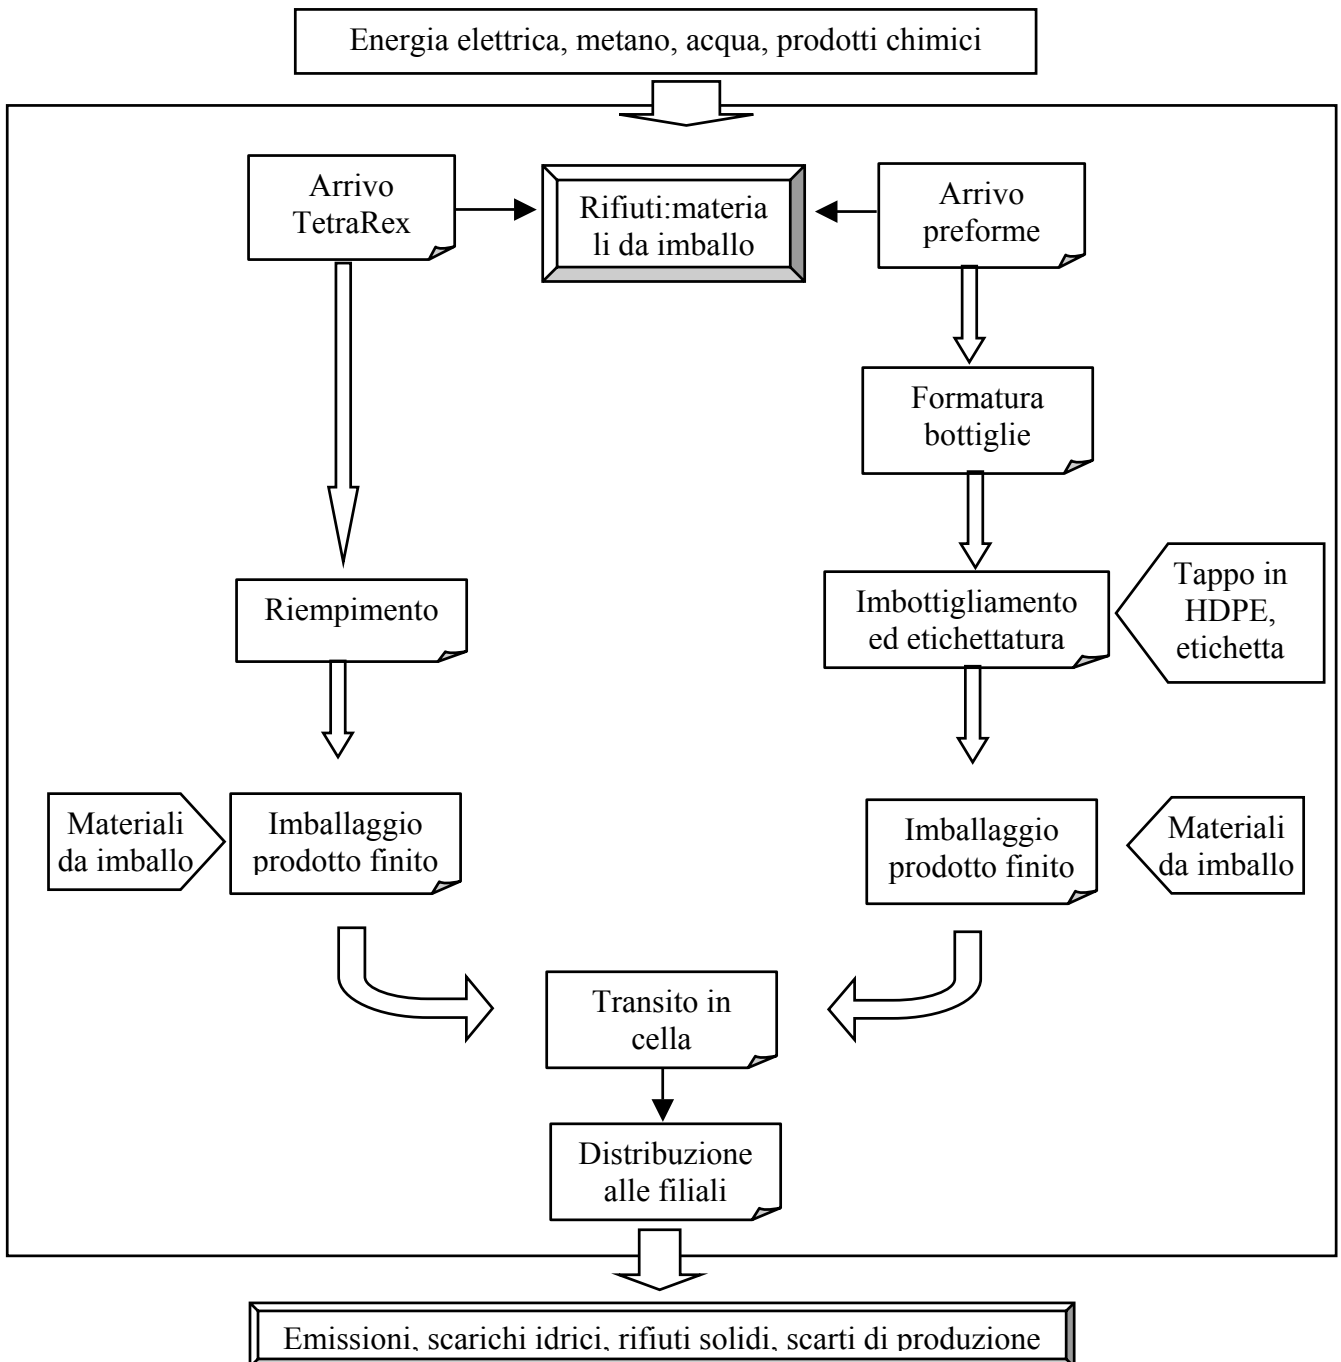 Energia elettrica, metano, acqua, prodotti chimici
Arrivo
TetraRex
Rifiuti:materia
li da imballo
Arrivo
preforme
Formatura
bottiglie
Riempimento
Imbottigliamento
ed etichettatura
Tappo in
HDPE,
etichetta
Materiali
da imballo
Imballaggio
prodotto finito
Imballaggio
prodotto finito
Materiali
da imballo
Transito in
cella
Distribuzione
alle filiali
Emissioni, scarichi idrici, rifiuti solidi, scarti di produzione